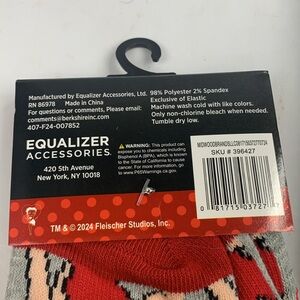 Manufactured by Equalizer Accessories, Ltd.
RN 86978 Made in China
For questions or comments, Please email:
comments@berkshireinc.com
407-F24-007852
98% Polyester 2% Spandex
Exclusive of Elastic
Machine wash cold with like colors.
Only non-chlorine bleach when needed.
Tumble dry low.
EQUALIZER
ACCESSORIES
420 5th Avenue
New York, NY 10018
WARNING: This product can
expose you to chemicals including
Bisphenol A (BPA), which is known
to the State of California to cause
cancer. For more information, go to
www.P65Warnings.ca.gov.
SKU # 396427
0 81715 03727
TM & © 2024 Fleischer Studios, Inc.